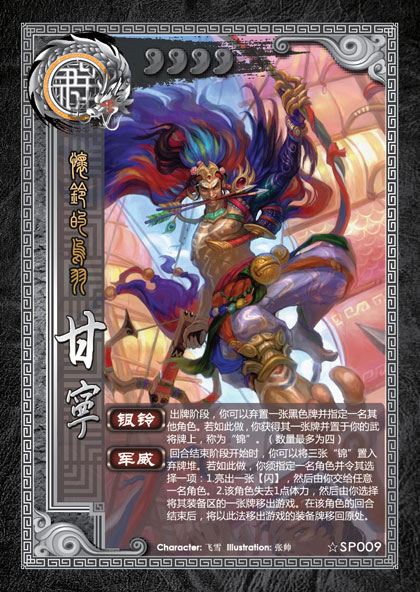 群
懷鈴的烏羽
甘寧
银铃
出牌阶段，你可以弃置一张黑色牌并指定一名其
他角色。若如此做，你获得其一张牌并置于你的武
将牌上，称为“锦”。（数量最多为四）
军威
回合结束阶段开始时，你可以将三张“锦”置入
弃牌堆。若如此做，你须指定一名角色并令其选
择一项：1.亮出一张【闪】，然后由你交给任意
一名角色。2.该角色失去1点体力，然后由你选择
将其装备区的一张牌移出游戏。在该角色的回合
结束后，将以此法移出游戏的装备牌移回原处。
Character: 飞雪 Illustration: 张帅
☆SP009